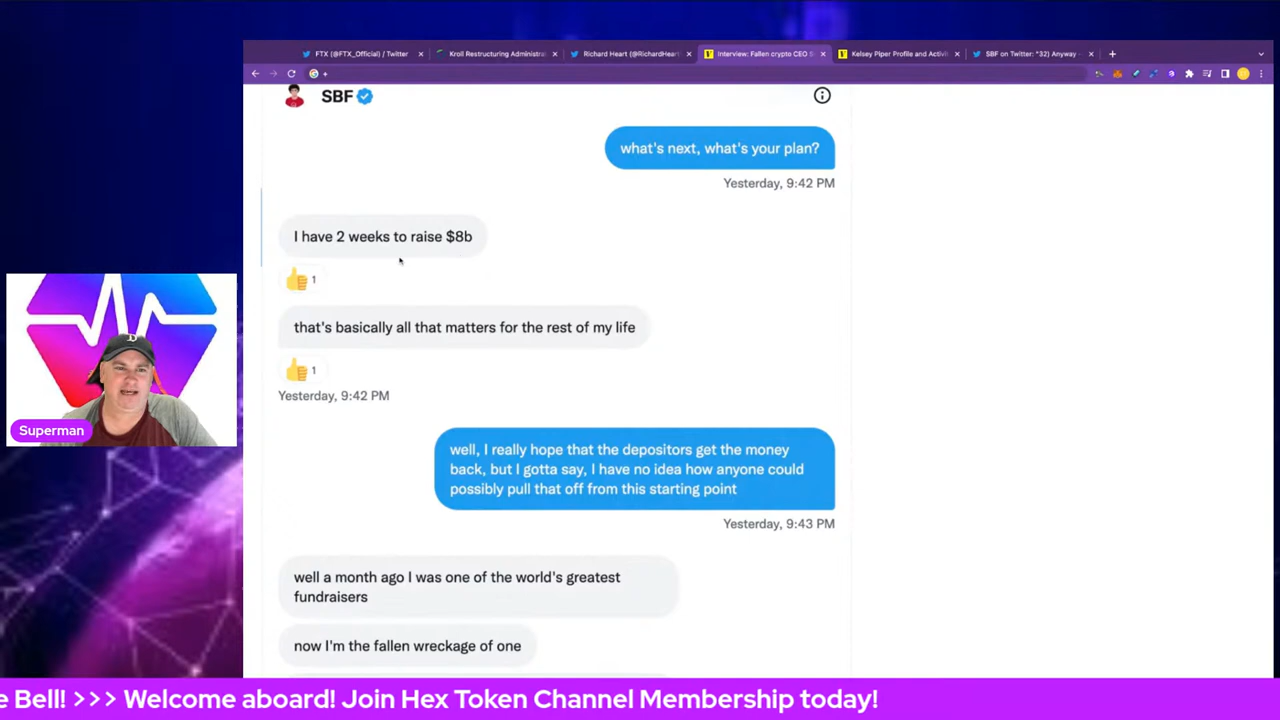 FTX (@FTX_Official) / Twitter
Kroll Restructuring Administra
Richard Heart (@RichardHeart
Interview: Fallen crypto CEO S
Kelsey Piper Profile and Activi
SBF on Twitter: "32) Anyway -
SBF
what's next, what's your plan?
Yesterday, 9:42 PM
I have 2 weeks to raise $8b
1
that's basically all that matters for the rest of my life
1
Yesterday, 9:42 PM
well, I really hope that the depositors get the money
back, but I gotta say, I have no idea how anyone could
possibly pull that off from this starting point
Yesterday, 9:43 PM
well a month ago I was one of the world's greatest
fundraisers
now I'm the fallen wreckage of one
Superman
e Bell! >>> Welcome aboard! Join Hex Token Channel Membership today!